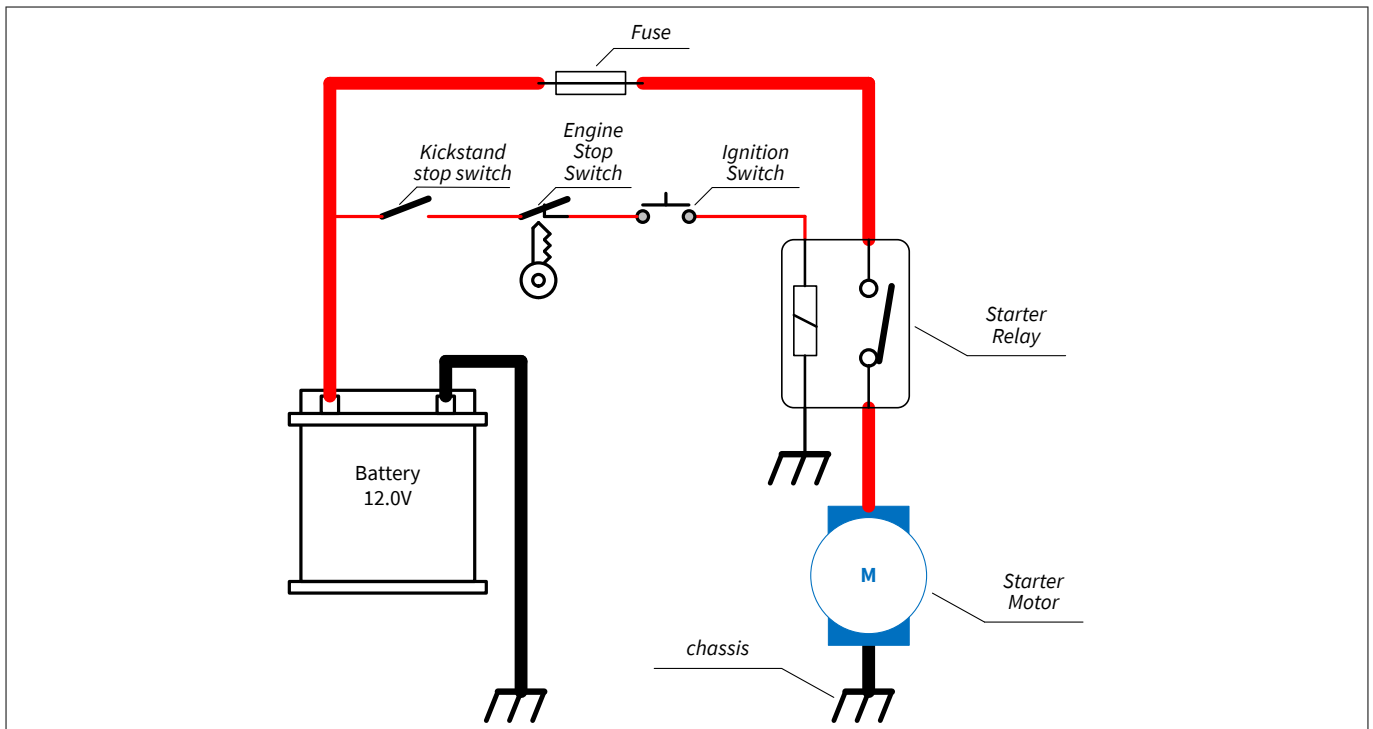 Fuse
Engine
Stop
Switch
Kickstand
stop switch
Ignition
Switch
Starter
Relay
Battery
12.0V
M
Starter
Motor
chassis